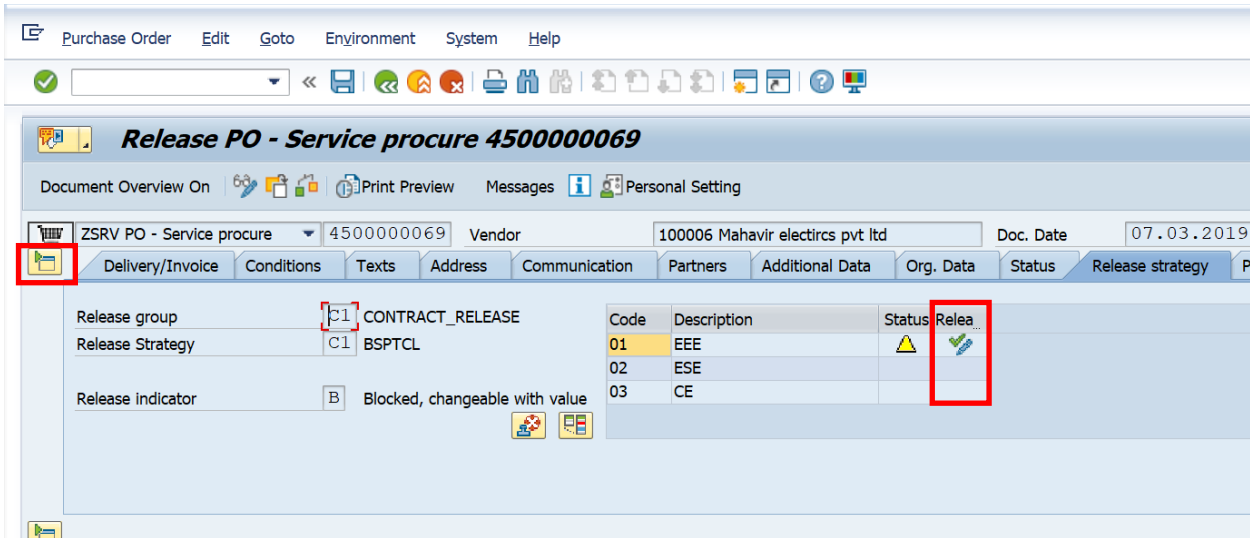 Purchase Order Edit Goto Environment System Help
Release PO - Service procure 4500000069
Document Overview On Print Preview Messages Personal Setting
ZSRV PO - Service procure 4500000069 Vendor 100006 Mahavir electircs pvt ltd Doc. Date 07.03.2019
Delivery/Invoice Conditions Texts Address Communication Partners Additional Data Org. Data Status Release strategy P
Release group C1 CONTRACT_RELEASE
Release Strategy C1 BSPTCL
Release indicator B Blocked, changeable with value
Code Description Status Relea...
01 EEE
02 ESE
03 CE